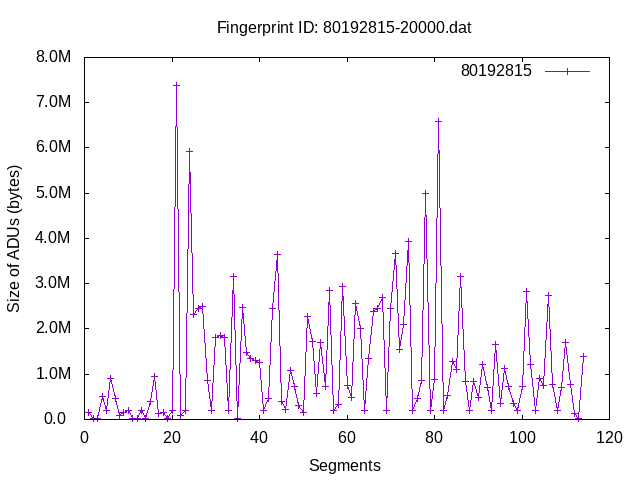 Fingerprint ID: 80192815-20000.dat
8.0M
80192815
7.0M
6.0M
5.0M
4.0M
3.0M
2.0M
1.0M
0.0
Size of ADUs (bytes)
0 20 40 60 80 100 120
Segments